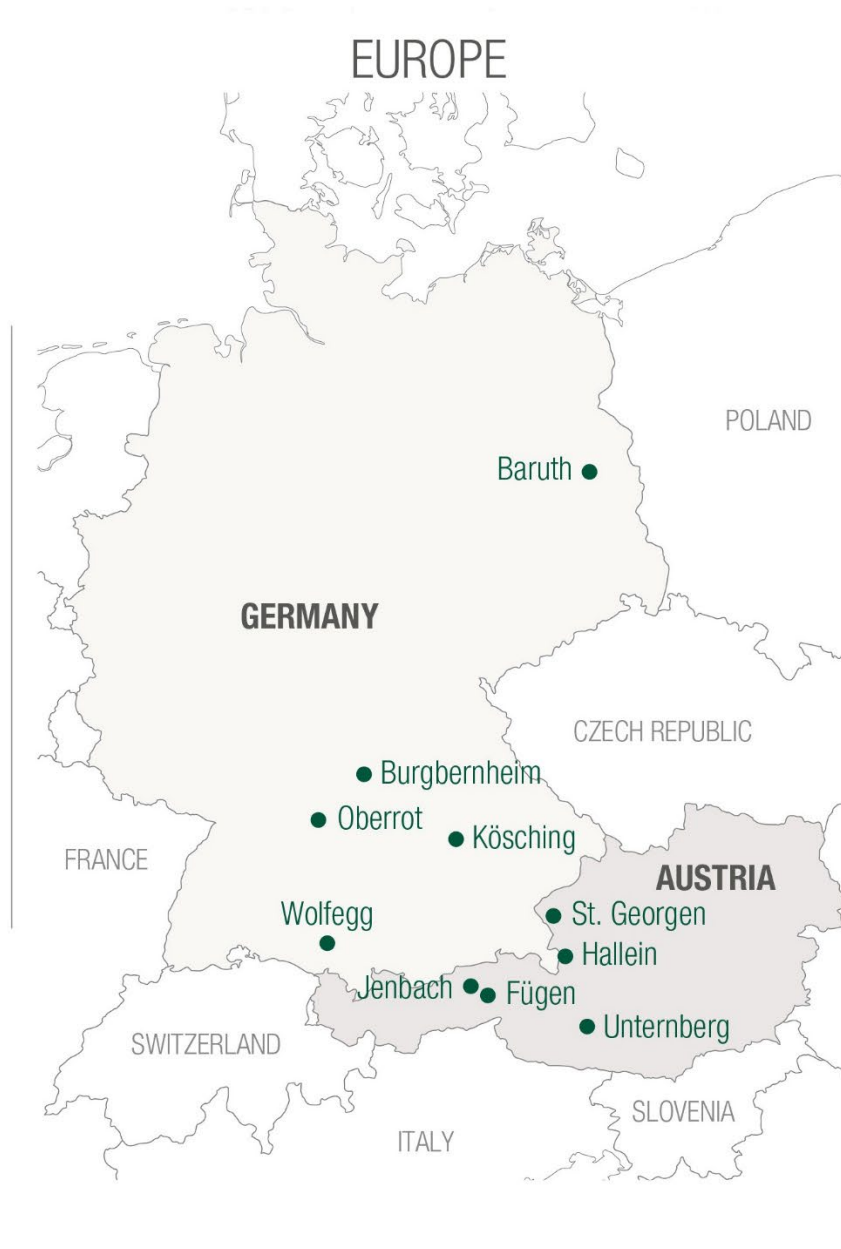 EUROPE
POLAND
Baruth
GERMANY
CZECH REPUBLIC
Burgbernheim
Oberrot
Kösching
FRANCE
AUSTRIA
Wolfegg
St. Georgen
Hallein
Jenbach
Fügen
Unternberg
SWITZERLAND
SLOVENIA
ITALY